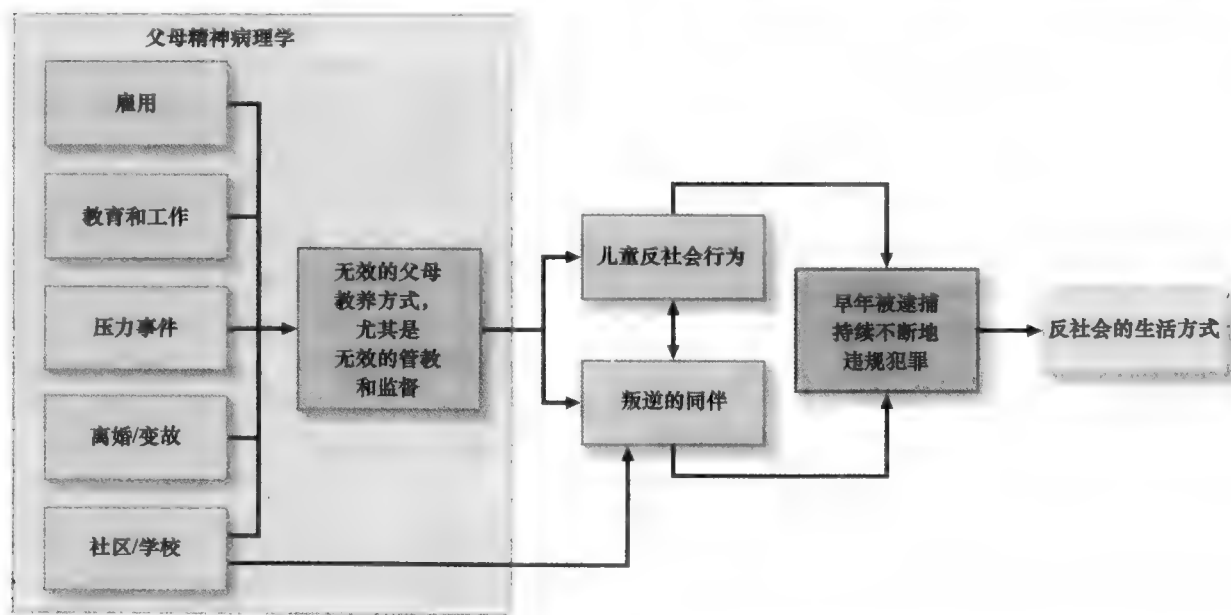 父母精神病理学
雇用
教育和工作
压力事件
离婚/变故
社区/学校
无效的父母
教养方式，
尤其是
无效的管教
和监督
儿童反社会行为
叛逆的同伴
早年被逮捕
持续不断地
违规犯罪
反社会的生活方式